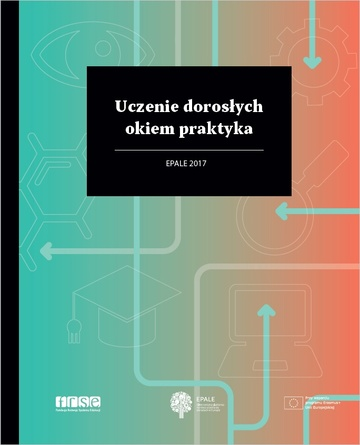 Uczenie dorosłych
okiem praktyka
EPALE 2017
frse
EPALE